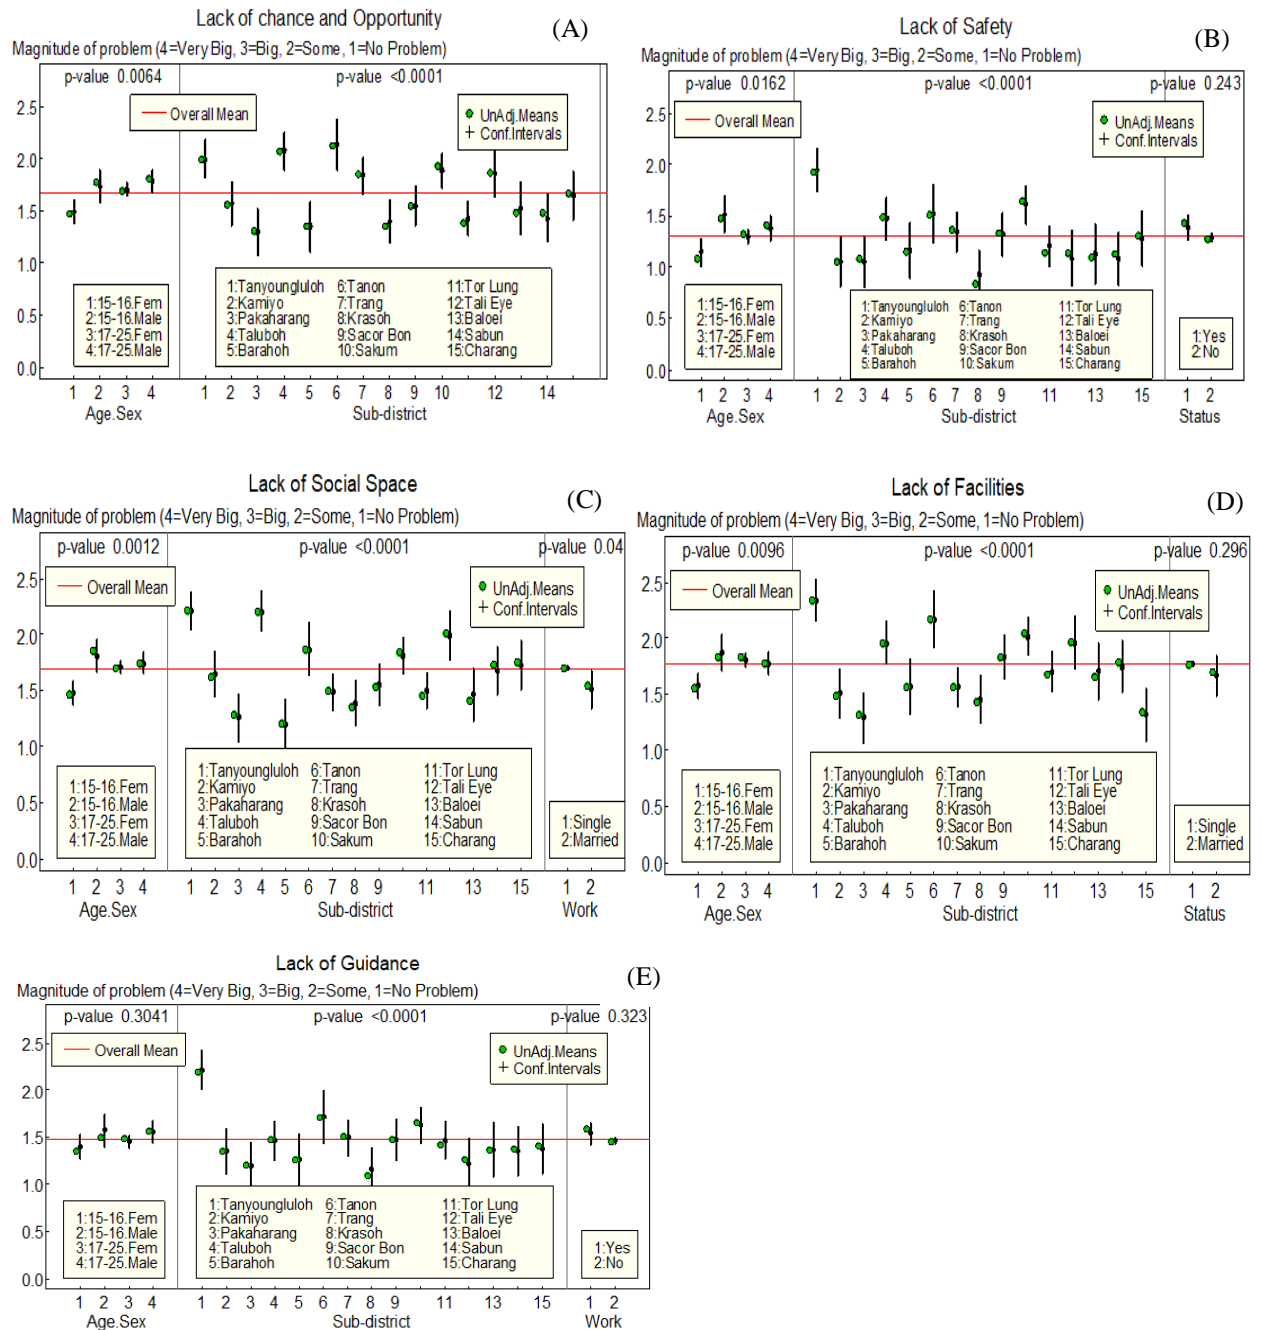 Lack of chance and Opportunity
(A)
Magnitude of problem (4=Very Big, 3=Big, 2=Some, 1=No Problem)
p-value 0.0064
p-value <0.0001
Overall Mean
UnAdj.Means
Conf.Intervals
2.5
2.0
1.5
1.0
0.5
0.0
1:15-16.Fem
2:15-16.Male
3:17-25.Fem
4:17-25.Male
1:Tanyoungluloh 6:Tanon 11:Tor Lung
2:Kamiyo 7:Trang 12:Tali Eye
3:Pakaharang 8:Krasoh 13:Baloei
4:Taluboh 9:Sacor Bon 14:Sabun
5:Barahoh 10:Sakum 15:Charang
1 2 3 4 1 2 3 4 5 6 7 8 9 10 12 14
Age.Sex Sub-district
Lack of Safety
(B)
Magnitude of problem (4=Very Big, 3=Big, 2=Some, 1=No Problem)
p-value 0.0162
p-value <0.0001
p-value 0.243
Overall Mean
UnAdj.Means
Conf.Intervals
2.5
2.0
1.5
1.0
0.5
0.0
1:15-16.Fem
2:15-16.Male
3:17-25.Fem
4:17-25.Male
1:Tanyoungluloh 6:Tanon 11:Tor Lung
2:Kamiyo 7:Trang 12:Tali Eye
3:Pakaharang 8:Krasoh 13:Baloei
4:Taluboh 9:Sacor Bon 14:Sabun
5:Barahoh 10:Sakum 15:Charang
1:Yes
2:No
1 2 3 4 1 2 3 4 5 6 7 8 9 11 13 15 1 2
Age.Sex Sub-district Status
Lack of Social Space
(C)
Magnitude of problem (4=Very Big, 3=Big, 2=Some, 1=No Problem)
p-value 0.0012
p-value <0.0001
p-value 0.04
Overall Mean
UnAdj.Means
Conf.Intervals
2.5
2.0
1.5
1.0
0.5
0.0
1:15-16.Fem
2:15-16.Male
3:17-25.Fem
4:17-25.Male
1:Tanyoungluloh 6:Tanon 11:Tor Lung
2:Kamiyo 7:Trang 12:Tali Eye
3:Pakaharang 8:Krasoh 13:Baloei
4:Taluboh 9:Sacor Bon 14:Sabun
5:Barahoh 10:Sakum 15:Charang
1:Single
2:Married
1 2 3 4 1 2 3 4 5 6 7 8 9 11 13 15 1 2
Age.Sex Sub-district Work
Lack of Facilities
(D)
Magnitude of problem (4=Very Big, 3=Big, 2=Some, 1=No Problem)
p-value 0.0096
p-value <0.0001
p-value 0.296
Overall Mean
UnAdj.Means
Conf.Intervals
2.5
2.0
1.5
1.0
0.5
0.0
1:15-16.Fem
2:15-16.Male
3:17-25.Fem
4:17-25.Male
1:Tanyoungluloh 6:Tanon 11:Tor Lung
2:Kamiyo 7:Trang 12:Tali Eye
3:Pakaharang 8:Krasoh 13:Baloei
4:Taluboh 9:Sacor Bon 14:Sabun
5:Barahoh 10:Sakum 15:Charang
1:Single
2:Married
1 2 3 4 1 2 3 4 5 6 7 8 9 11 13 15 1 2
Age.Sex Sub-district Status
Lack of Guidance
(E)
Magnitude of problem (4=Very Big, 3=Big, 2=Some, 1=No Problem)
p-value 0.3041
p-value <0.0001
p-value 0.323
Overall Mean
UnAdj.Means
Conf.Intervals
2.5
2.0
1.5
1.0
0.5
0.0
1:15-16.Fem
2:15-16.Male
3:17-25.Fem
4:17-25.Male
1:Tanyoungluloh 6:Tanon 11:Tor Lung
2:Kamiyo 7:Trang 12:Tali Eye
3:Pakaharang 8:Krasoh 13:Baloei
4:Taluboh 9:Sacor Bon 14:Sabun
5:Barahoh 10:Sakum 15:Charang
1:Yes
2:No
1 2 3 4 1 2 3 4 5 6 7 8 9 11 13 15 1 2
Age.Sex Sub-district Work